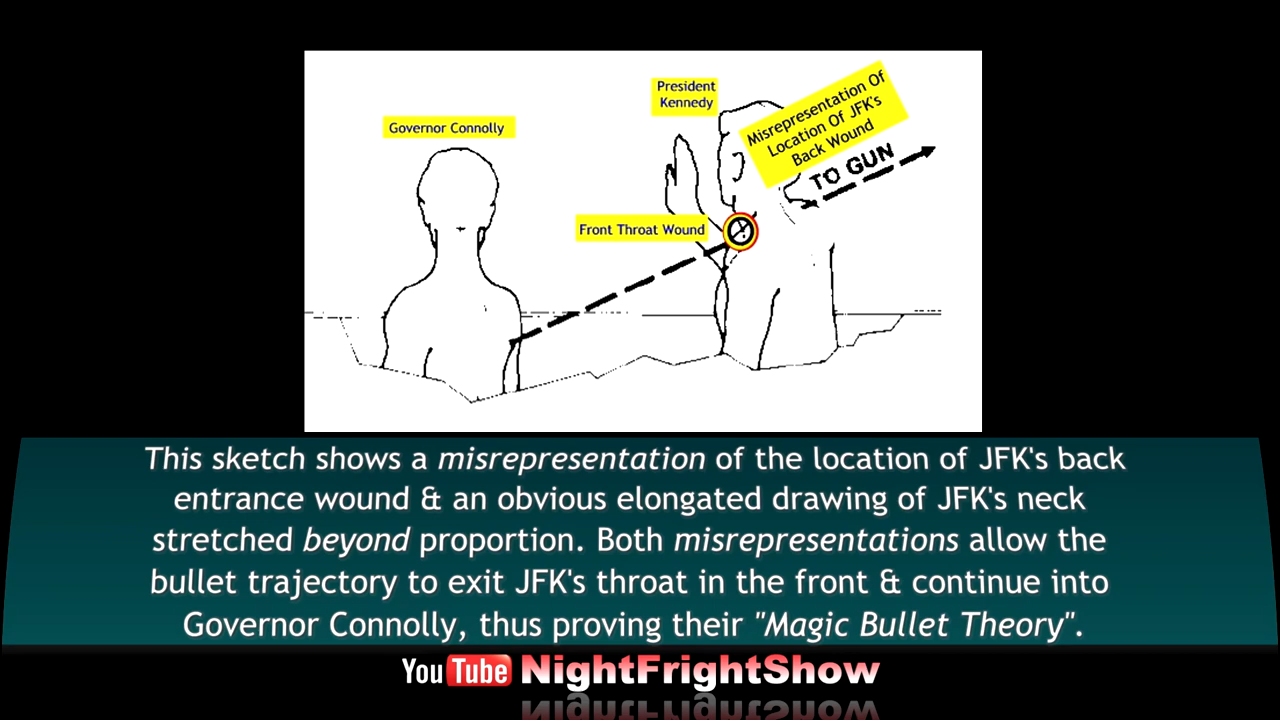 President
Kennedy
Misrepresentation Of
Location Of JFK's
Back Wound
Governor Connolly
TO GUN
Front Throat Wound
This sketch shows a misrepresentation of the location of JFK's back
entrance wound & an obvious elongated drawing of JFK's neck
stretched beyond proportion. Both misrepresentations allow the
bullet trajectory to exit JFK's throat in the front & continue into
Governor Connolly, thus proving their "Magic Bullet Theory".
YouTube NightFrightShow